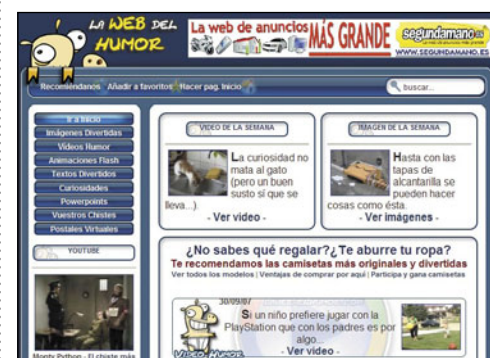 LA WEB DEL
HUMOR
La web de anuncios MÁS GRANDE
segundamano.es
WWW.SEGUNDAMANO.ES
Recomiéndanos Añadir a favoritos Hacer pag. Inicio
buscar...
Ir a Inicio
Imágenes Divertidas
Vídeos Humor
Animaciones Flash
Textos Divertidos
Curiosidades
Powerpoints
Vuestros Chistes
Postales Virtuales
YOUTUBE
Monty Python - El chiste más
VIDEO DE LA SEMANA
La curiosidad no
mata al gato
(pero un buen
susto sí que se
lleva...).
- Ver video -
IMAGEN DE LA SEMANA
Hasta con las
tapas de
alcantarilla se
pueden hacer
cosas como ésta.
- Ver imágenes -
¿No sabes qué regalar?¿Te aburre tu ropa?
Te recomendamos las camisetas más originales y divertidas
Ver todos los modelos | Ventajas de comprar por aquí | Participa y gana camisetas
30/09/07
Si un niño prefiere jugar con la
PlayStation que con los padres es por
algo...
- Ver video -
VIDEO-HUMOR